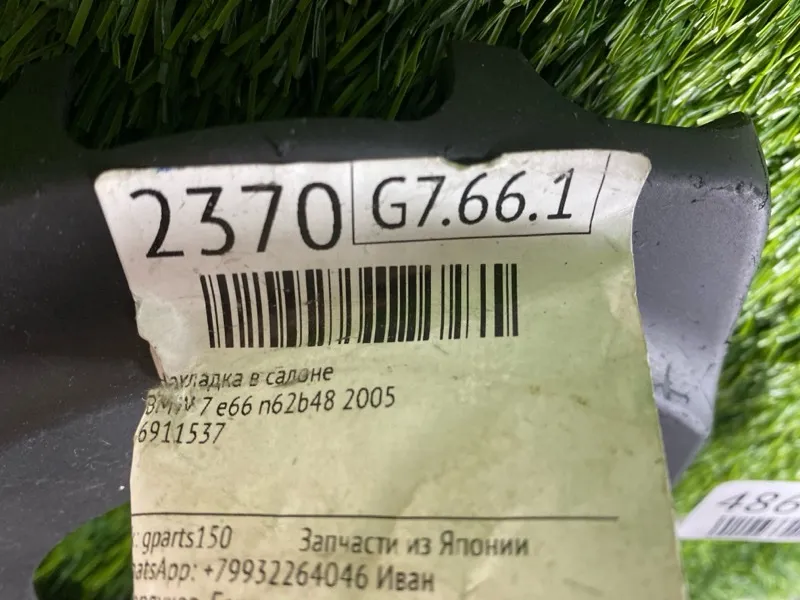 2370 G7.66.1
накладка в салоне
BMW 7 e66 n62b48 2005
6911537
: gparts150 Запчасти из Японии
hatsApp: +79932264046 Иван
486